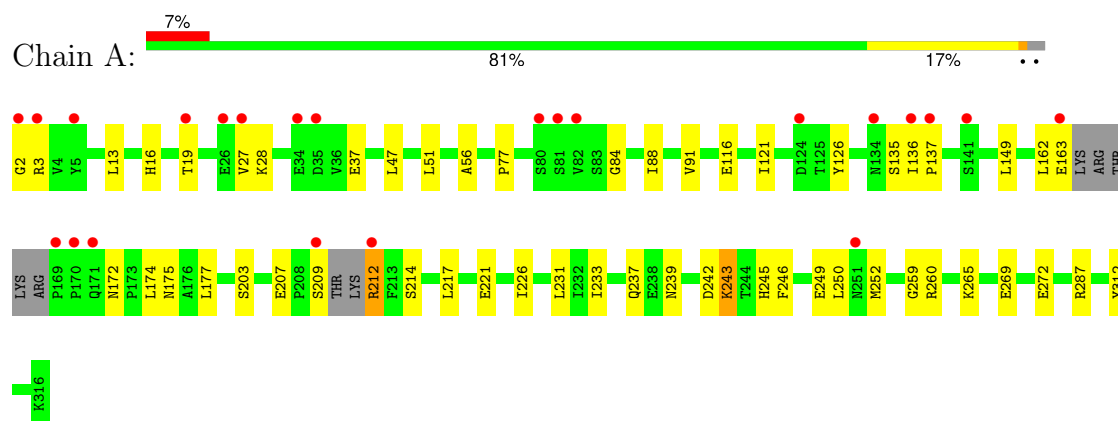 7%
Chain A:
81% 17% • •
G2 R3 V4 Y5 L13 H16 T19 E26 V27 K28 E34 D35 V36 E37 L47 L51 A56 P77 S80 S81 V82 S83 G84 I88 V91 E116 I121 D124 T125 Y126 N134 S135 I136 P137 S141 L149 L162 E163 LYS ARG THR
LYS ARG P169 P170 Q171 N172 P173 L174 N175 A176 L177 S203 E207 P208 S209 THR LYS R212 F213 S214 L217 E221 I226 L231 I232 I233 Q237 E238 N239 D242 K243 T244 H245 F246 E249 L250 N251 M252 G259 R260 K265 E269 E272 R287 Y312
K316